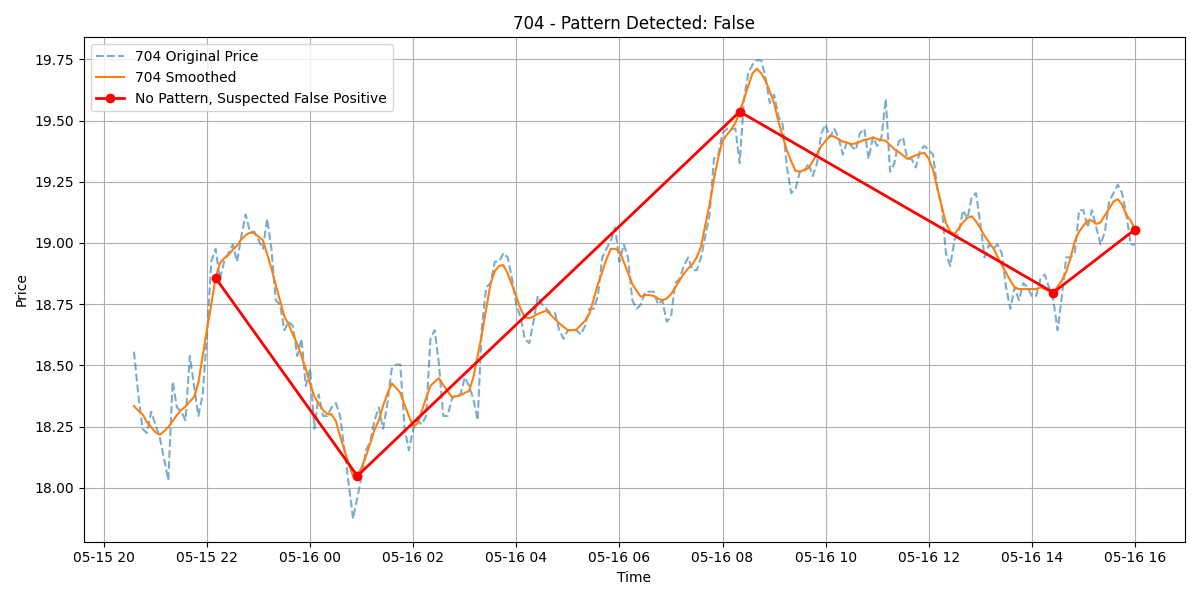 704 - Pattern Detected: False
704 Original Price
704 Smoothed
No Pattern, Suspected False Positive
Price
19.75
19.50
19.25
19.00
18.75
18.50
18.25
18.00
05-15 20 05-15 22 05-16 00 05-16 02 05-16 04 05-16 06 05-16 08 05-16 10 05-16 12 05-16 14 05-16 16
Time